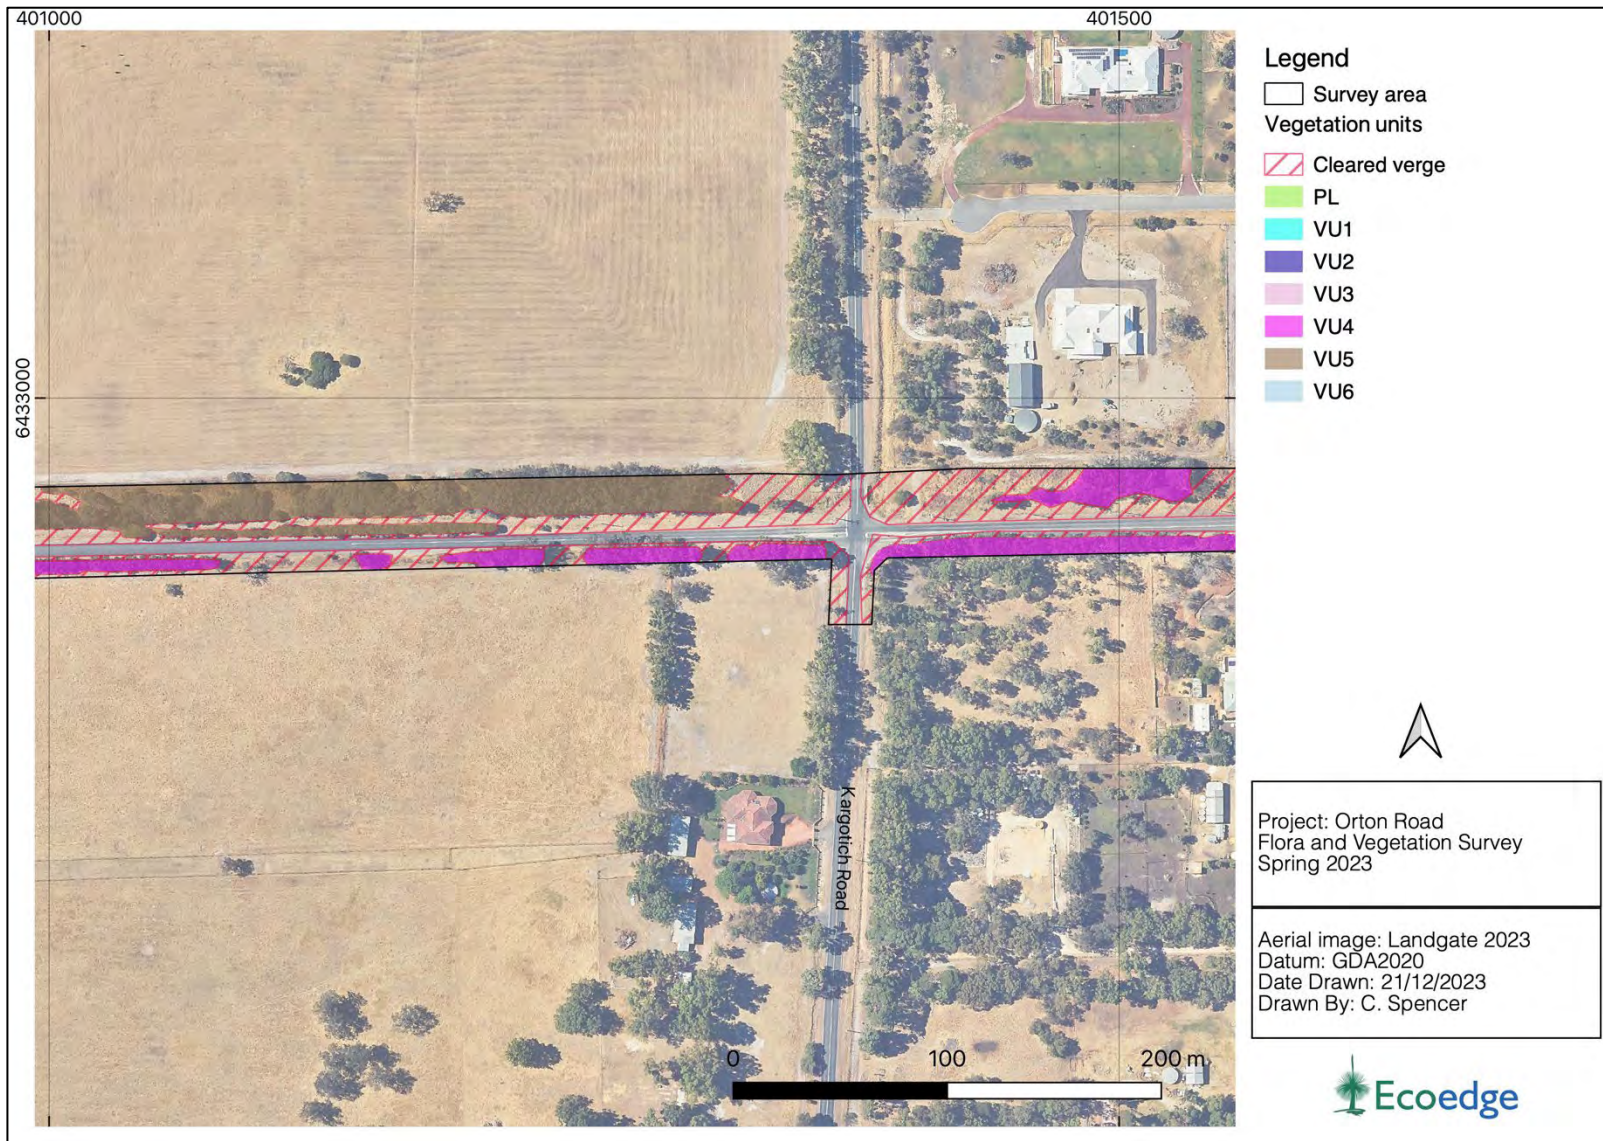 401000
401500
6433000
Kargotich Road
0 100 200 m
Legend
Survey area
Vegetation units
Cleared verge
PL
VU1
VU2
VU3
VU4
VU5
VU6
Project: Orton Road
Flora and Vegetation Survey
Spring 2023
Aerial image: Landgate 2023
Datum: GDA2020
Date Drawn: 21/12/2023
Drawn By: C. Spencer
Ecoedge